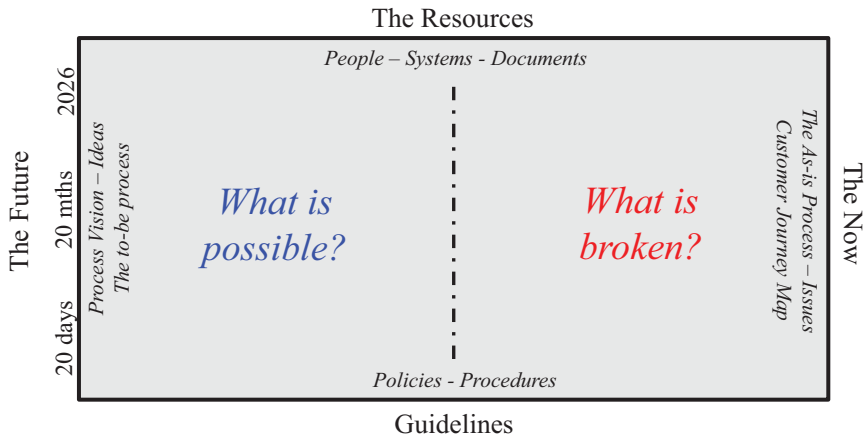 The Resources
People – Systems - Documents
The Future
2026
20 mths
20 days
Process Vision – Ideas
The to-be process
What is
possible?
What is
broken?
The As-is Process – Issues
Customer Journey Map
The Now
Policies - Procedures
Guidelines